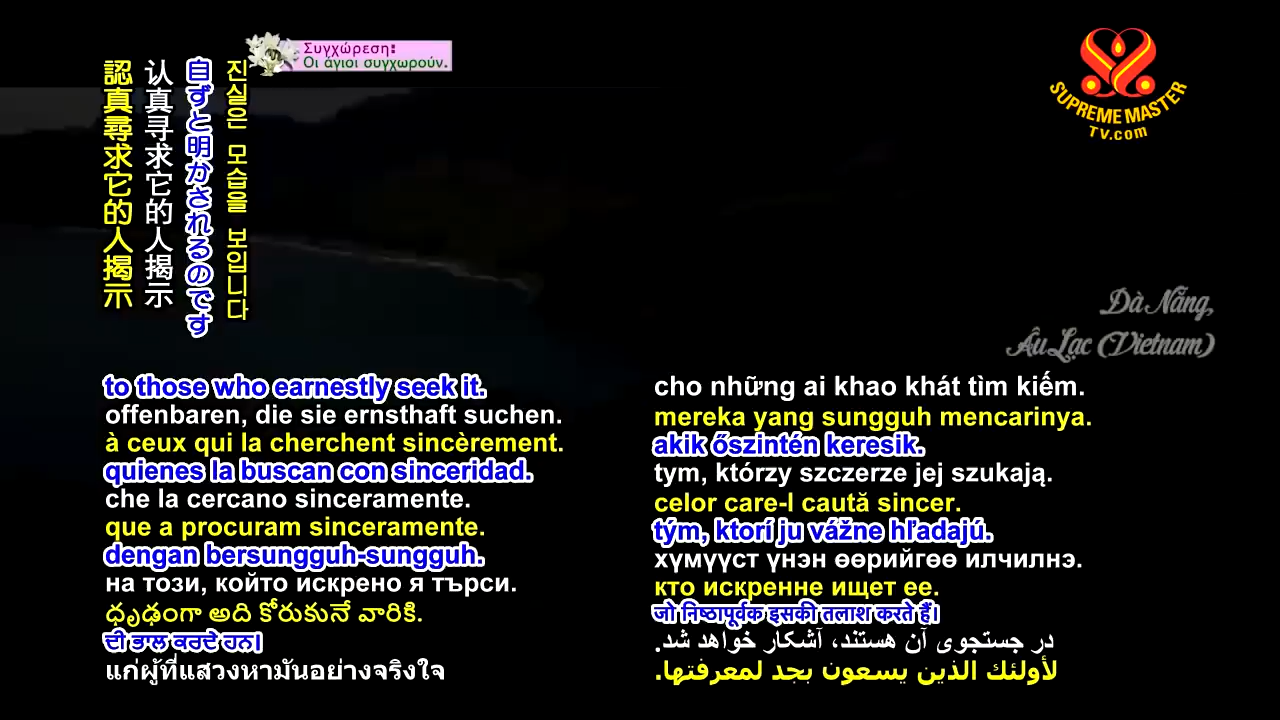 Συγχώρεση:
Οι άγιοι συγχωρούν.
SUPREME MASTER
TV.com
認真尋求它的人揭示
认真寻求它的人揭示
自ずと明かされるのです
진실은 모습을 보입니다
Đà Nẵng,
Âu Lạc (Vietnam)
to those who earnestly seek it.
offenbaren, die sie ernsthaft suchen.
à ceux qui la cherchent sincèrement.
quienes la buscan con sinceridad.
che la cercano sinceramente.
que a procuram sinceramente.
dengan bersungguh-sungguh.
на този, който искрено я търси.
ధృఢంగా అది కోరుకునే వారికి.
ਦੀ ਭਾਲ ਕਰਦੇ ਹਨ।
แก่ผู้ที่แสวงหามันอย่างจริงใจ
cho những ai khao khát tìm kiếm.
mereka yang sungguh mencarinya.
akik őszintén keresik.
tym, którzy szczerze jej szukają.
celor care-l caută sincer.
tým, ktorí ju vážne hľadajú.
хүмүүст үнэн өөрийгөө илчилнэ.
кто искренне ищет ее.
जो निष्ठापूर्वक इसकी तलाश करते हैं।
در جستجوی آن هستند، آشکار خواهد شد.
لأولئك الذين يسعون بجد لمعرفتها.